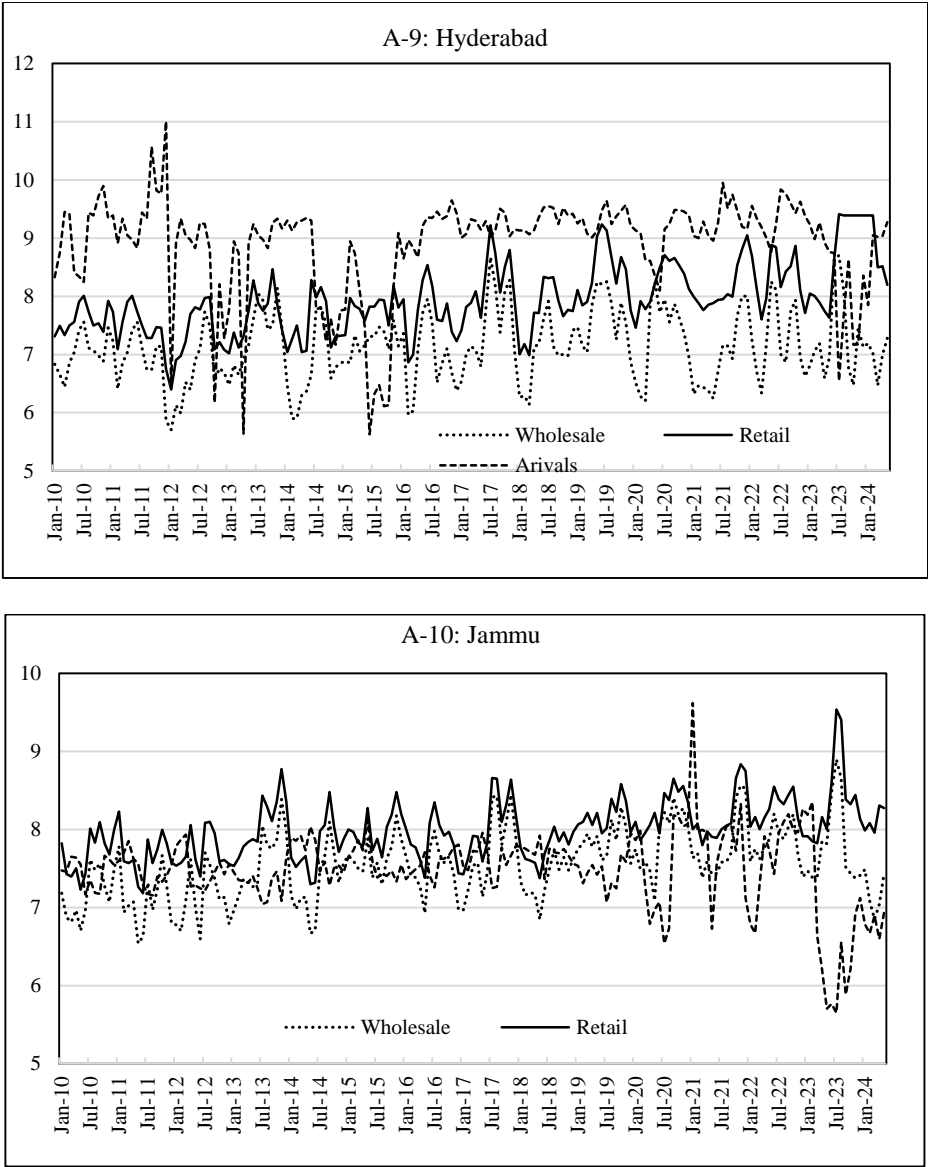 A-9: Hyderabad
12
11
10
9
8
7
6
5
Wholesale Retail
Arivals
Jan-10 Jul-10 Jan-11 Jul-11 Jan-12 Jul-12 Jan-13 Jul-13 Jan-14 Jul-14 Jan-15 Jul-15 Jan-16 Jul-16 Jan-17 Jul-17 Jan-18 Jul-18 Jan-19 Jul-19 Jan-20 Jul-20 Jan-21 Jul-21 Jan-22 Jul-22 Jan-23 Jul-23 Jan-24
A-10: Jammu
10
9
8
7
6
5
Wholesale Retail
Jan-10 Jul-10 Jan-11 Jul-11 Jan-12 Jul-12 Jan-13 Jul-13 Jan-14 Jul-14 Jan-15 Jul-15 Jan-16 Jul-16 Jan-17 Jul-17 Jan-18 Jul-18 Jan-19 Jul-19 Jan-20 Jul-20 Jan-21 Jul-21 Jan-22 Jul-22 Jan-23 Jul-23 Jan-24